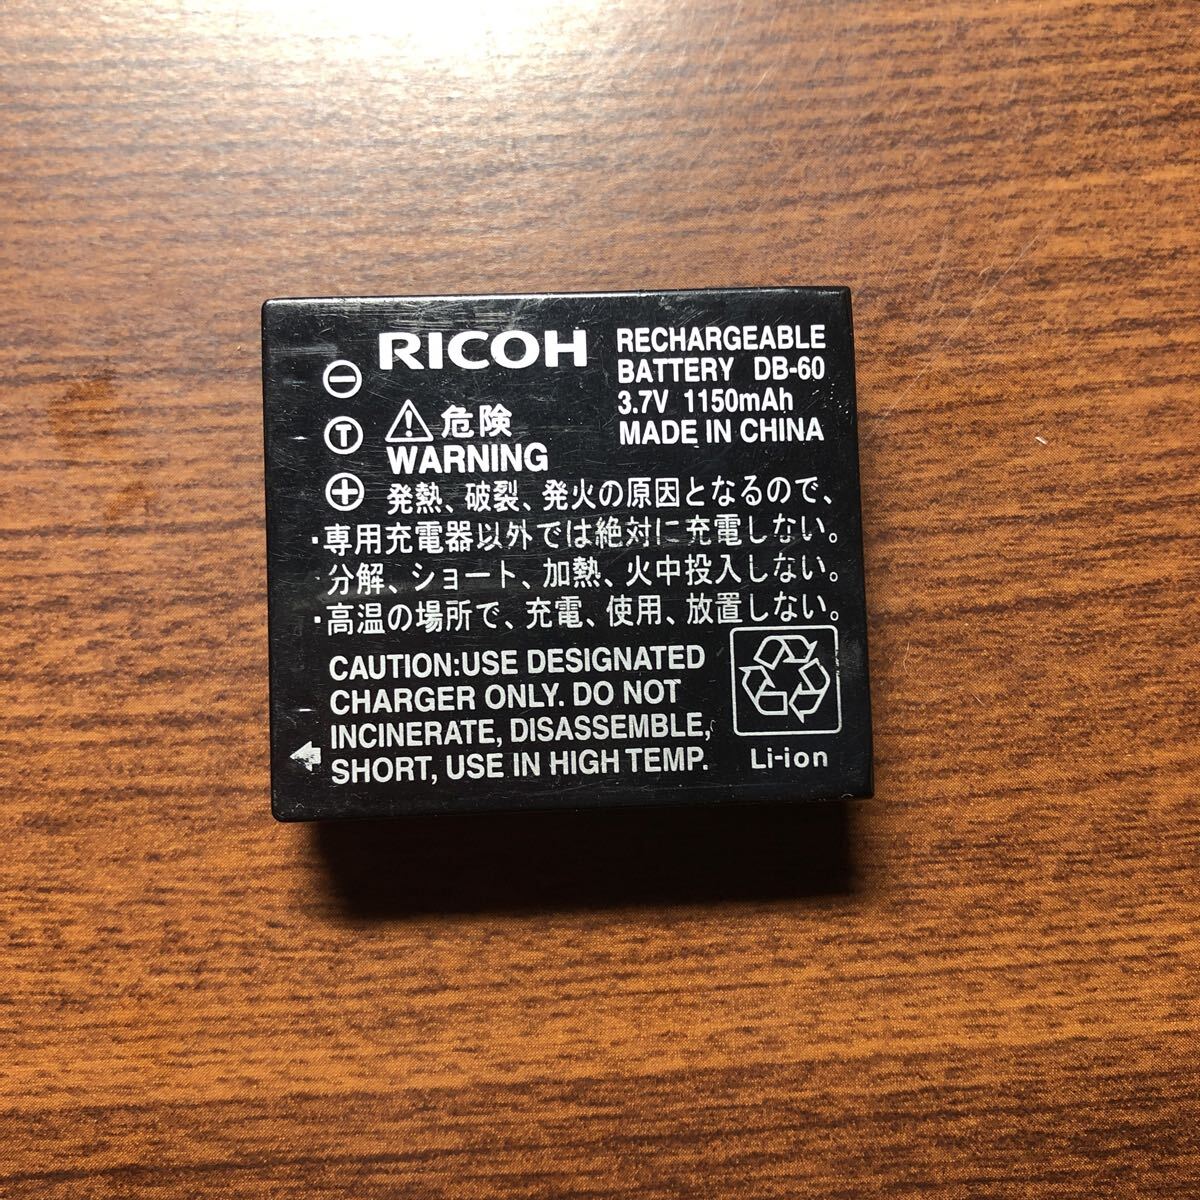 RICOH
RECHARGEABLE
BATTERY DB-60
3.7V 1150mAh
MADE IN CHINA
−
T
+
危険
WARNING
発熱、破裂、発火の原因となるので、
・専用充電器以外では絶対に充電しない。
・分解、ショート、加熱、火中投入しない。
・高温の場所で、充電、使用、放置しない。
CAUTION:USE DESIGNATED
CHARGER ONLY. DO NOT
INCINERATE, DISASSEMBLE,
SHORT, USE IN HIGH TEMP.
Li-ion